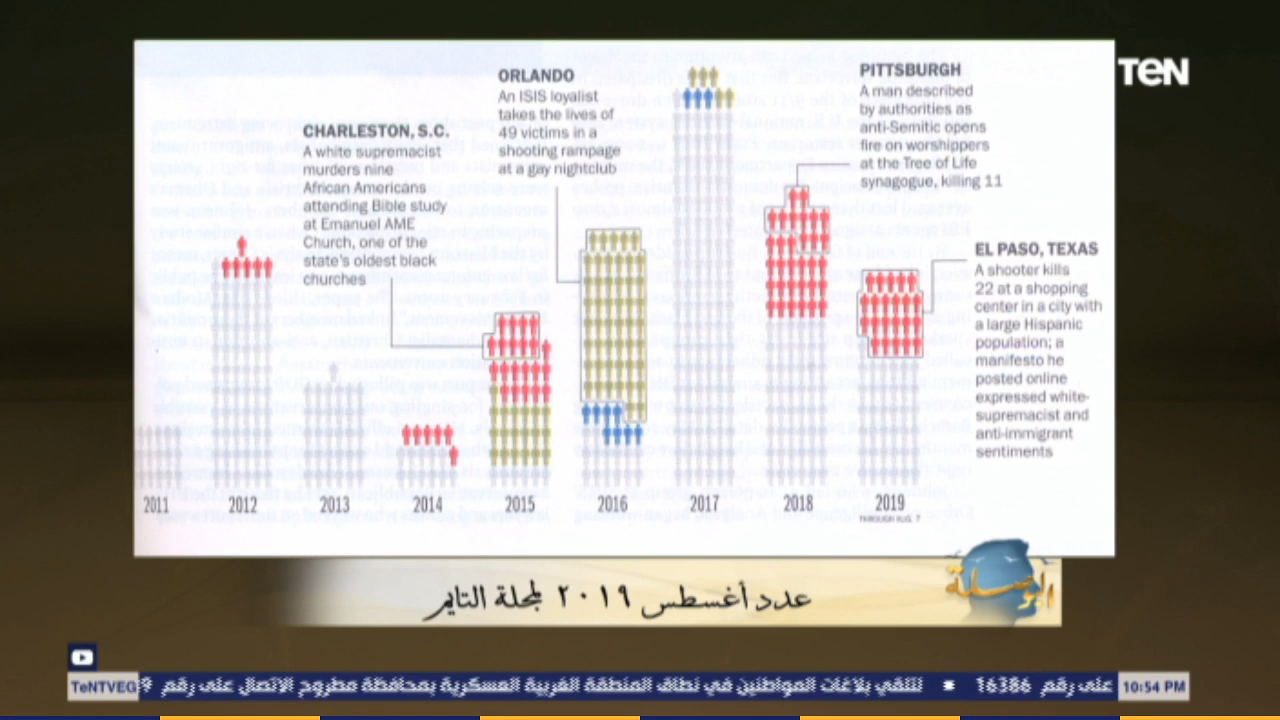 TEN
ORLANDO
An ISIS loyalist
takes the lives of
49 victims in a
shooting rampage
at a gay nightclub
PITTSBURGH
A man described
by authorities as
anti-Semitic opens
fire on worshippers
at the Tree of Life
synagogue, killing 11
CHARLESTON, S.C.
A white supremacist
murders nine
African Americans
attending Bible study
at Emanuel AME
Church, one of the
state's oldest black
churches
EL PASO, TEXAS
A shooter kills
22 at a shopping
center in a city with
a large Hispanic
population; a
manifesto he
posted online
expressed white-
supremacist and
anti-immigrant
sentiments
2011 2012 2013 2014 2015 2016 2017 2018 2019
THROUGH AUG. 7
البوصلة
عدد أغسطس ٢٠١٩ لمجلة التايم
TeNTVEG
على رقم 16386 * لتلقي بلاغات المواطنين في نطاق المنطقة الغربية العسكرية بمحافظة مطروح الاتصال على رقم 9
10:54 PM